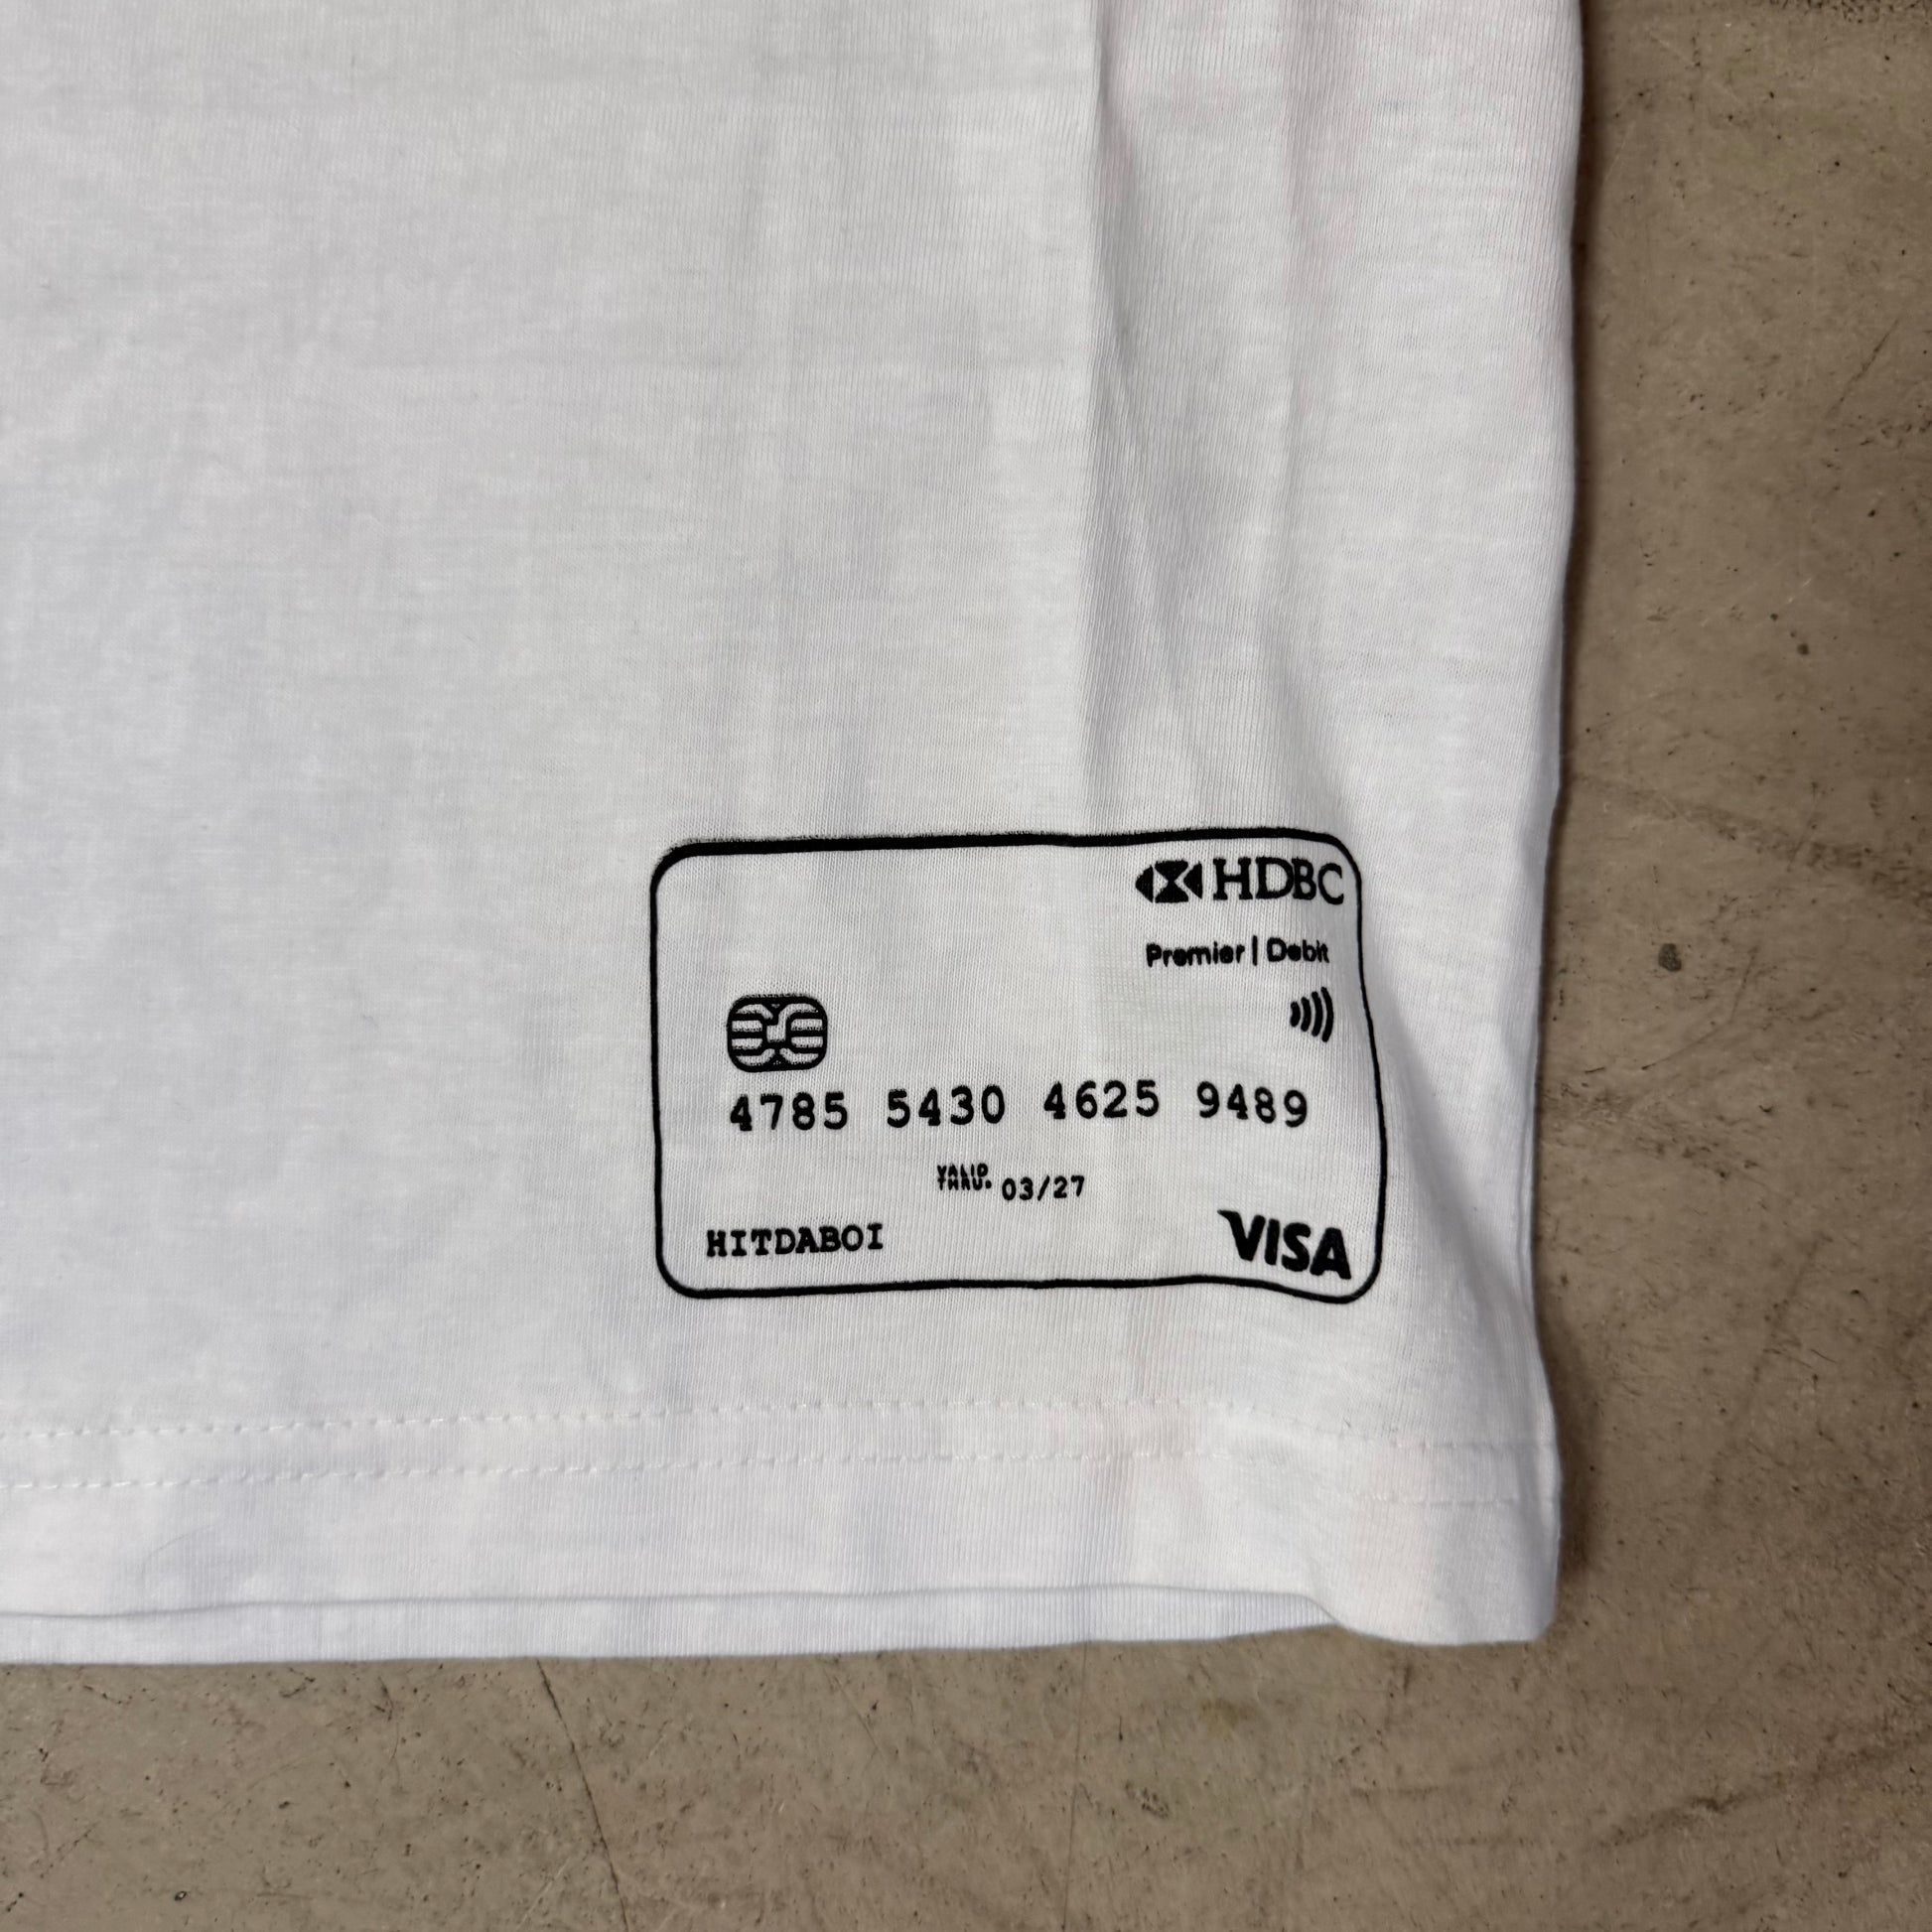 HDBC
Premier | Debit
4785 5430 4625 9489
VALID
THRU. 03/27
HITDABOI
VISA